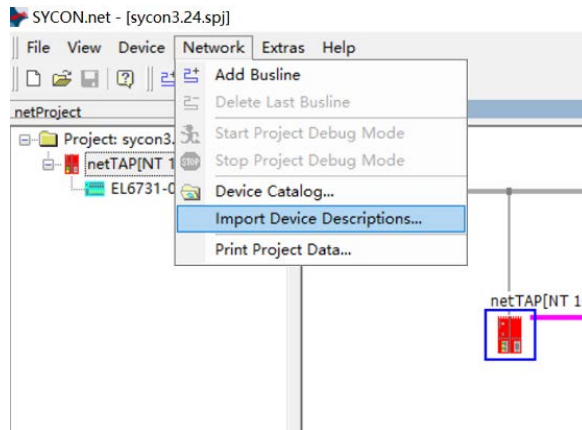 SYCON.net - [sycon3.24.spj]
File View Device Network Extras Help
Add Busline
Delete Last Busline
netProject
Start Project Debug Mode
Project: sycon3.
STOP Stop Project Debug Mode
netTAP[NT 1
EL6731-0
Device Catalog...
Import Device Descriptions...
Print Project Data...
netTAP[NT 1